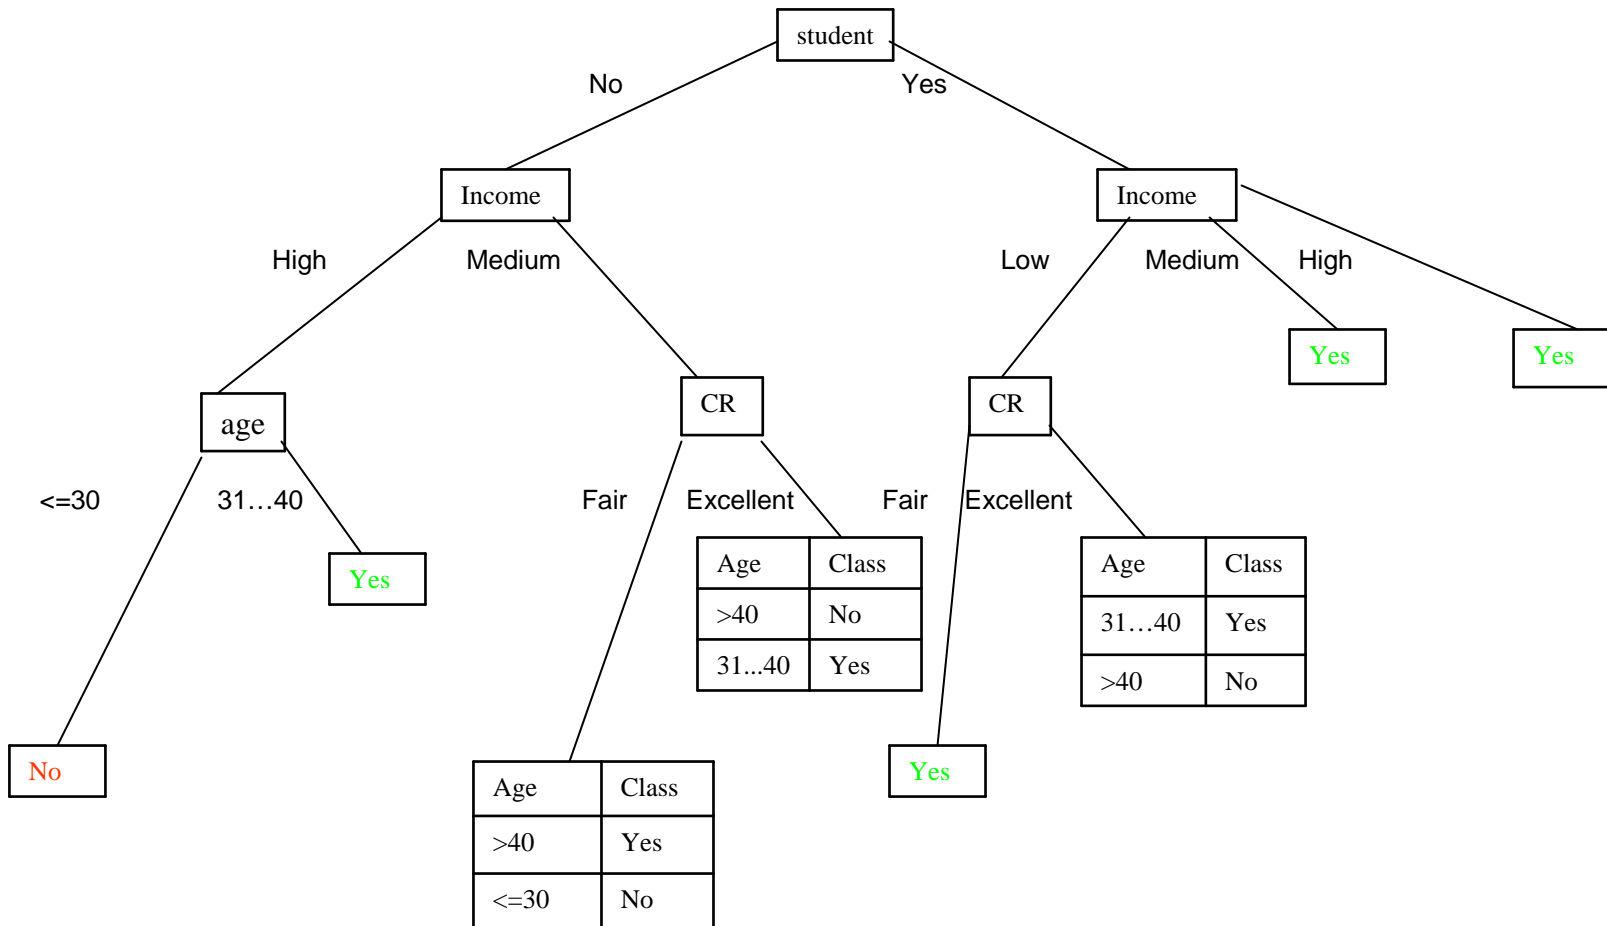 student
No
Yes
Income
Income
High
Medium
Low
Medium
High
Yes
Yes
age
CR
CR
<=30
31…40
Fair
Excellent
Fair
Excellent
Yes
Age Class
>40 No
31...40 Yes
Age Class
31…40 Yes
>40 No
No
Yes
Age Class
>40 Yes
<=30 No